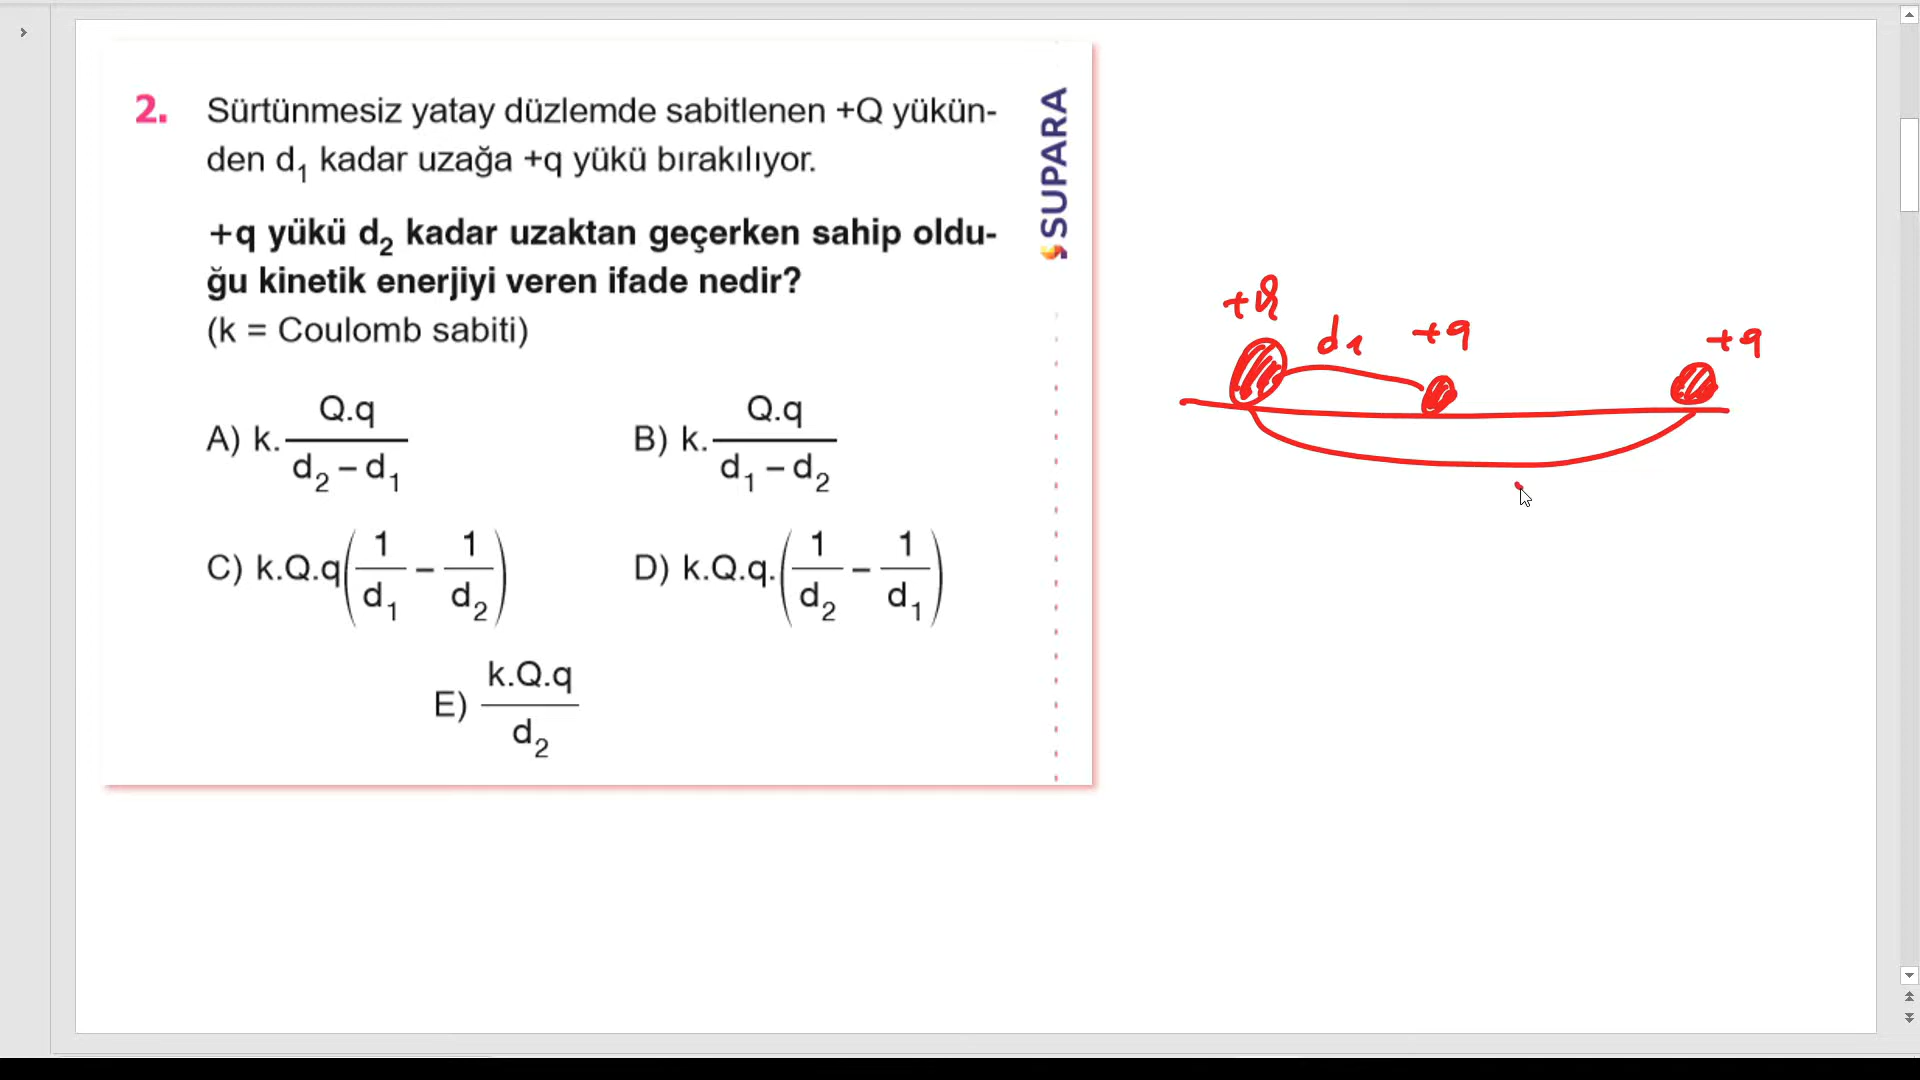 2. Sürtünmesiz yatay düzlemde sabitlenen +Q yükün-
den d₁ kadar uzağa +q yükü bırakılıyor.
+q yükü d₂ kadar uzaktan geçerken sahip oldu-
ğu kinetik enerjiyi veren ifade nedir?
(k = Coulomb sabiti)
A) k. Q.q / (d₂ – d₁)
B) k. Q.q / (d₁ – d₂)
C) k.Q.q (1/d₁ – 1/d₂)
D) k.Q.q. (1/d₂ – 1/d₁)
E) k.Q.q / d₂
SUPARA
+Q
d₁
+q
+q